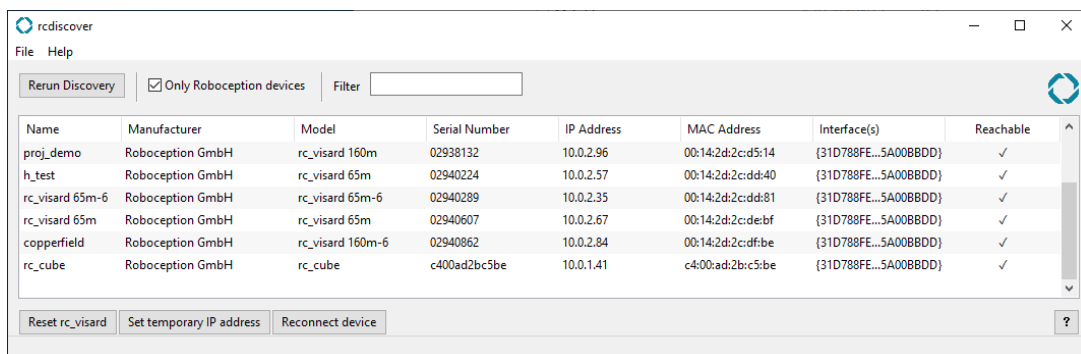 rcdiscover
File Help
Rerun Discovery Only Roboception devices Filter
Name Manufacturer Model Serial Number IP Address MAC Address Interface(s) Reachable
proj_demo Roboception GmbH rc_visard 160m 02938132 10.0.2.96 00:14:2d:2c:d5:14 {31D788FE...5A00BBDD} ✓
h_test Roboception GmbH rc_visard 65m 02940224 10.0.2.57 00:14:2d:2c:dd:40 {31D788FE...5A00BBDD} ✓
rc_visard 65m-6 Roboception GmbH rc_visard 65m-6 02940289 10.0.2.35 00:14:2d:2c:dd:81 {31D788FE...5A00BBDD} ✓
rc_visard 65m Roboception GmbH rc_visard 65m 02940607 10.0.2.67 00:14:2d:2c:de:bf {31D788FE...5A00BBDD} ✓
copperfield Roboception GmbH rc_visard 160m-6 02940862 10.0.2.84 00:14:2d:2c:df:be {31D788FE...5A00BBDD} ✓
rc_cube Roboception GmbH rc_cube c400ad2bc5be 10.0.1.41 c4:00:ad:2b:c5:be {31D788FE...5A00BBDD} ✓
Reset rc_visard Set temporary IP address Reconnect device ?